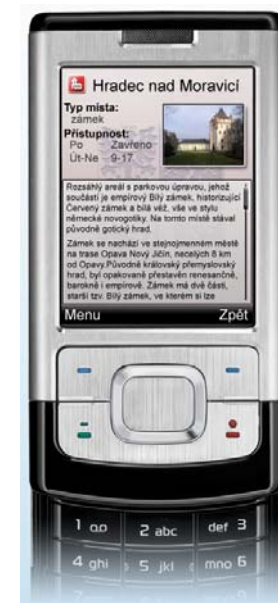 Hradec nad Moravicí
Typ místa:
zámek
Přístupnost:
Po Zavřeno
Út-Ne 9-17
Rozsáhlý areál s parkovou úpravou, jehož
součástí je empírový Bílý zámek, historizující
Červený zámek a bílá věž, vše ve stylu
německé novogotiky. Na tomto místě stával
původně gotický hrad.
Zámek se nachází ve stejnojmenném městě
na trase Opava Nový Jičín, necelých 8 km
od Opavy.Původně královský přemyslovský
hrad, byl opakovaně přestavěn renesančně,
barokně i empírově. Zámek má dvě části,
starší tzv. Bílý zámek, ve kterém si lze
Menu Zpět
1 2 abc def 3
4 ghi 5 jkl mno 6